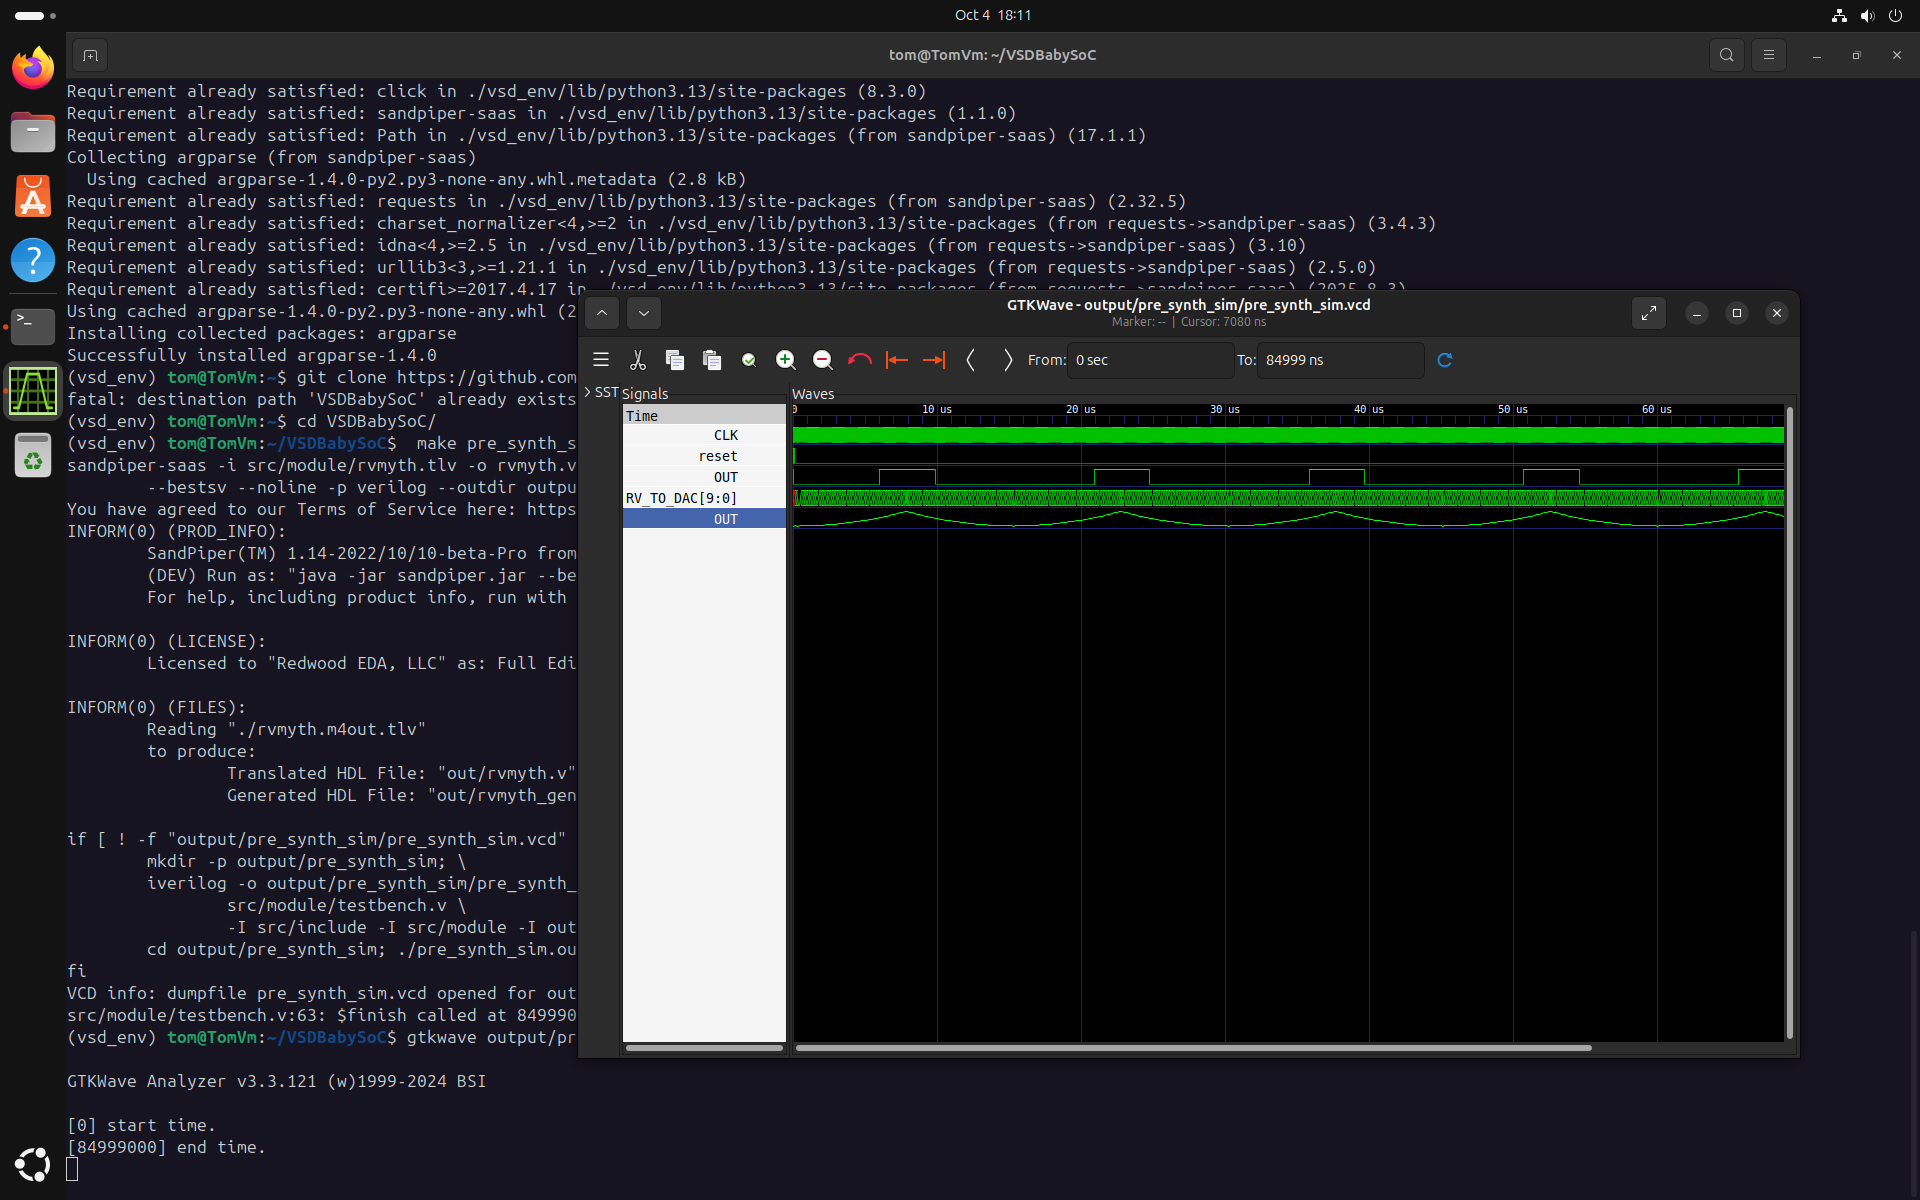 Oct 4 18:11
tom@TomVm: ~/VSDBabySoC
Requirement already satisfied: click in ./vsd_env/lib/python3.13/site-packages (8.3.0)
Requirement already satisfied: sandpiper-saas in ./vsd_env/lib/python3.13/site-packages (1.1.0)
Requirement already satisfied: Path in ./vsd_env/lib/python3.13/site-packages (from sandpiper-saas) (17.1.1)
Collecting argparse (from sandpiper-saas)
Using cached argparse-1.4.0-py2.py3-none-any.whl.metadata (2.8 kB)
Requirement already satisfied: requests in ./vsd_env/lib/python3.13/site-packages (from sandpiper-saas) (2.32.5)
Requirement already satisfied: charset_normalizer<4,>=2 in ./vsd_env/lib/python3.13/site-packages (from requests->sandpiper-saas) (3.4.3)
Requirement already satisfied: idna<4,>=2.5 in ./vsd_env/lib/python3.13/site-packages (from requests->sandpiper-saas) (3.10)
Requirement already satisfied: urllib3<3,>=1.21.1 in ./vsd_env/lib/python3.13/site-packages (from requests->sandpiper-saas) (2.5.0)
Requirement already satisfied: certifi>=2017.4.17 in ./vsd_env/lib/python3.13/site-packages (from requests->sandpiper-saas) (2025.8.3)
Using cached argparse-1.4.0-py2.py3-none-any.whl (2
Installing collected packages: argparse
Successfully installed argparse-1.4.0
(vsd_env) tom@TomVm:~$ git clone https://github.com
fatal: destination path 'VSDBabySoC' already exists
(vsd_env) tom@TomVm:~$ cd VSDBabySoC/
(vsd_env) tom@TomVm:~/VSDBabySoC$ make pre_synth_s
sandpiper-saas -i src/module/rvmyth.tlv -o rvmyth.v
--bestsv --noline -p verilog --outdir outpu
You have agreed to our Terms of Service here: https
INFORM(0) (PROD_INFO):
SandPiper(TM) 1.14-2022/10/10-beta-Pro from
(DEV) Run as: "java -jar sandpiper.jar --be
For help, including product info, run with
INFORM(0) (LICENSE):
Licensed to "Redwood EDA, LLC" as: Full Edi
INFORM(0) (FILES):
Reading "./rvmyth.m4out.tlv"
to produce:
Translated HDL File: "out/rvmyth.v"
Generated HDL File: "out/rvmyth_gen
if [ ! -f "output/pre_synth_sim/pre_synth_sim.vcd"
mkdir -p output/pre_synth_sim; \
iverilog -o output/pre_synth_sim/pre_synth_
src/module/testbench.v \
-I src/include -I src/module -I out
cd output/pre_synth_sim; ./pre_synth_sim.ou
fi
VCD info: dumpfile pre_synth_sim.vcd opened for out
src/module/testbench.v:63: $finish called at 849990
(vsd_env) tom@TomVm:~/VSDBabySoC$ gtkwave output/pr
GTKWave Analyzer v3.3.121 (w)1999-2024 BSI
[0] start time.
[84999000] end time.
GTKWave - output/pre_synth_sim/pre_synth_sim.vcd
Marker: -- | Cursor: 7080 ns
From: 0 sec To: 84999 ns
SST
Signals
Waves
Time
0 10 us 20 us 30 us 40 us 50 us 60 us
CLK
reset
OUT
RV_TO_DAC[9:0]
OUT